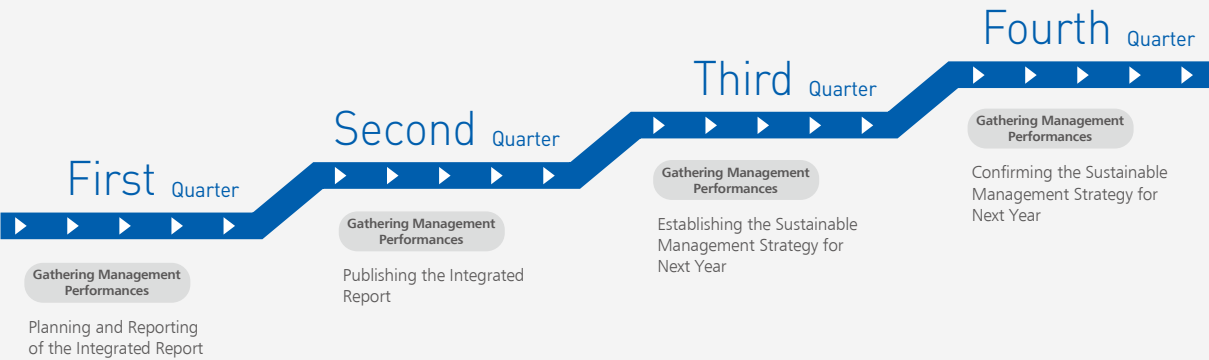 First Quarter
Gathering Management
Performances
Planning and Reporting
of the Integrated Report
Second Quarter
Gathering Management
Performances
Publishing the Integrated
Report
Third Quarter
Gathering Management
Performances
Establishing the Sustainable
Management Strategy for
Next Year
Fourth Quarter
Gathering Management
Performances
Confirming the Sustainable
Management Strategy for
Next Year